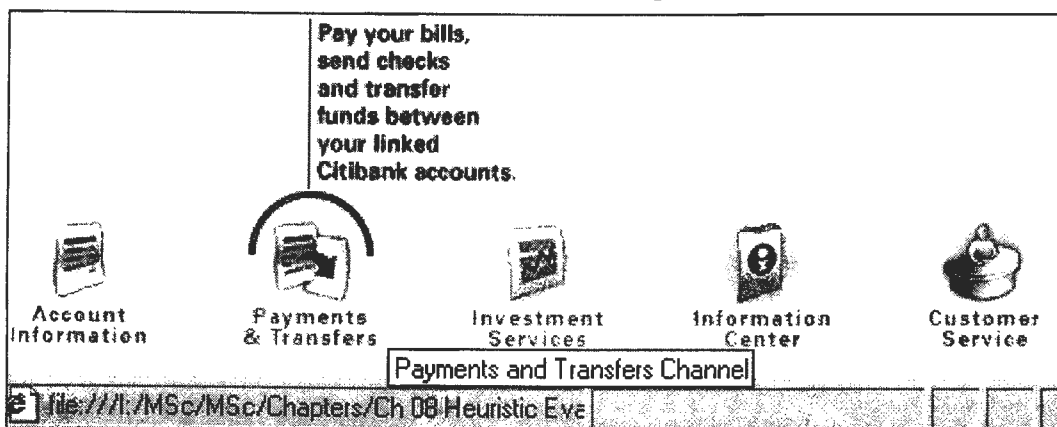 Pay your bills,
send checks
and transfer
funds between
your linked
Citibank accounts.
Account
Information
Payments
& Transfers
Investment
Services
Information
Center
Customer
Service
Payments and Transfers Channel
file:///I:/MSc/MSc/Chapters/Ch 08 Heuristic Eva